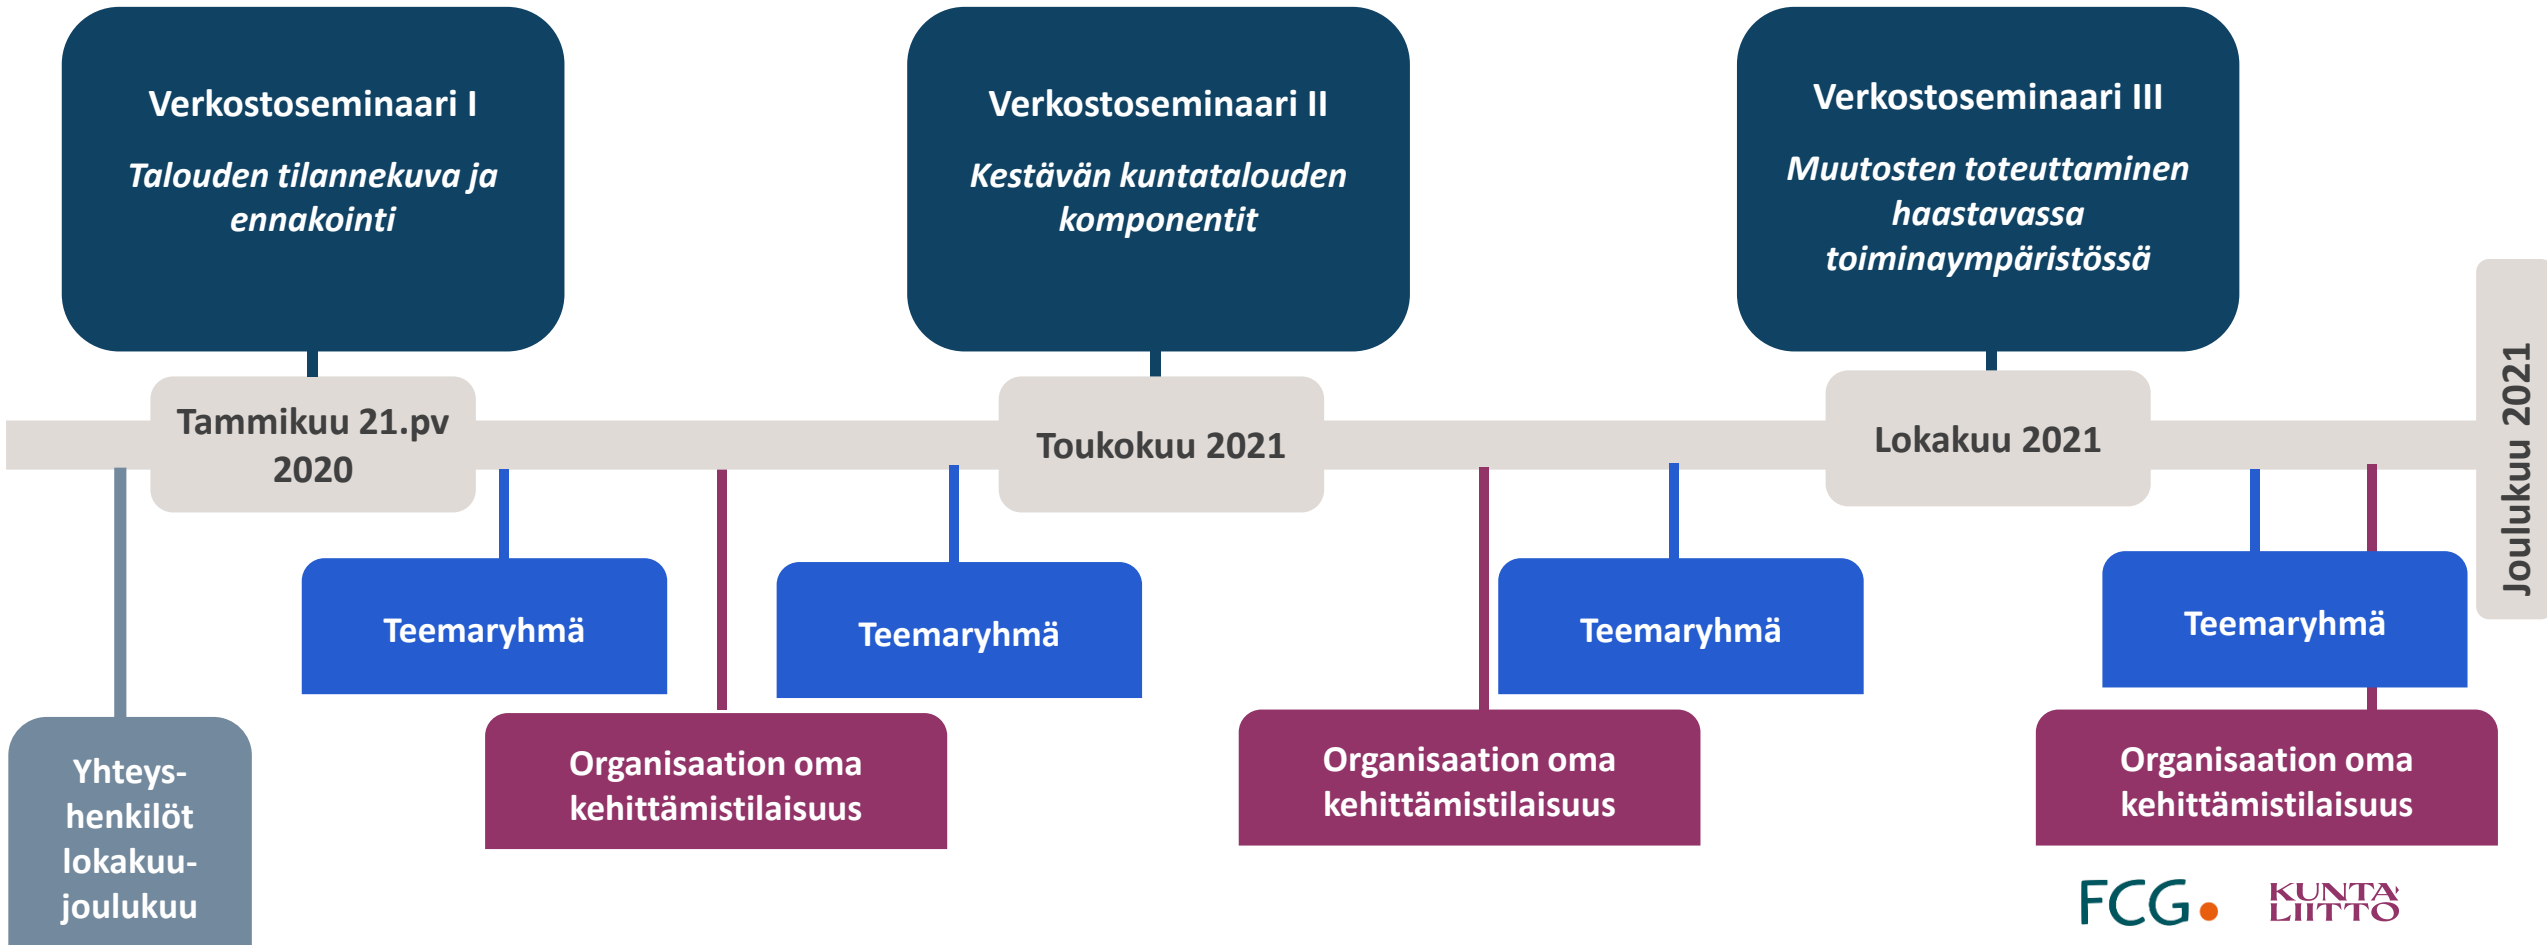 Verkostoseminaari I
Talouden tilannekuva ja
ennakointi
Verkostoseminaari II
Kestävän kuntatalouden
komponentit
Verkostoseminaari III
Muutosten toteuttaminen
haastavassa
toiminaympäristössä
Tammikuu 21.pv
2020
Toukokuu 2021
Lokakuu 2021
Joulukuu 2021
Teemaryhmä
Teemaryhmä
Teemaryhmä
Teemaryhmä
Yhteys-
henkilöt
lokakuu-
joulukuu
Organisaation oma
kehittämistilaisuus
Organisaation oma
kehittämistilaisuus
Organisaation oma
kehittämistilaisuus
FCG
KUNTA
LIITTO